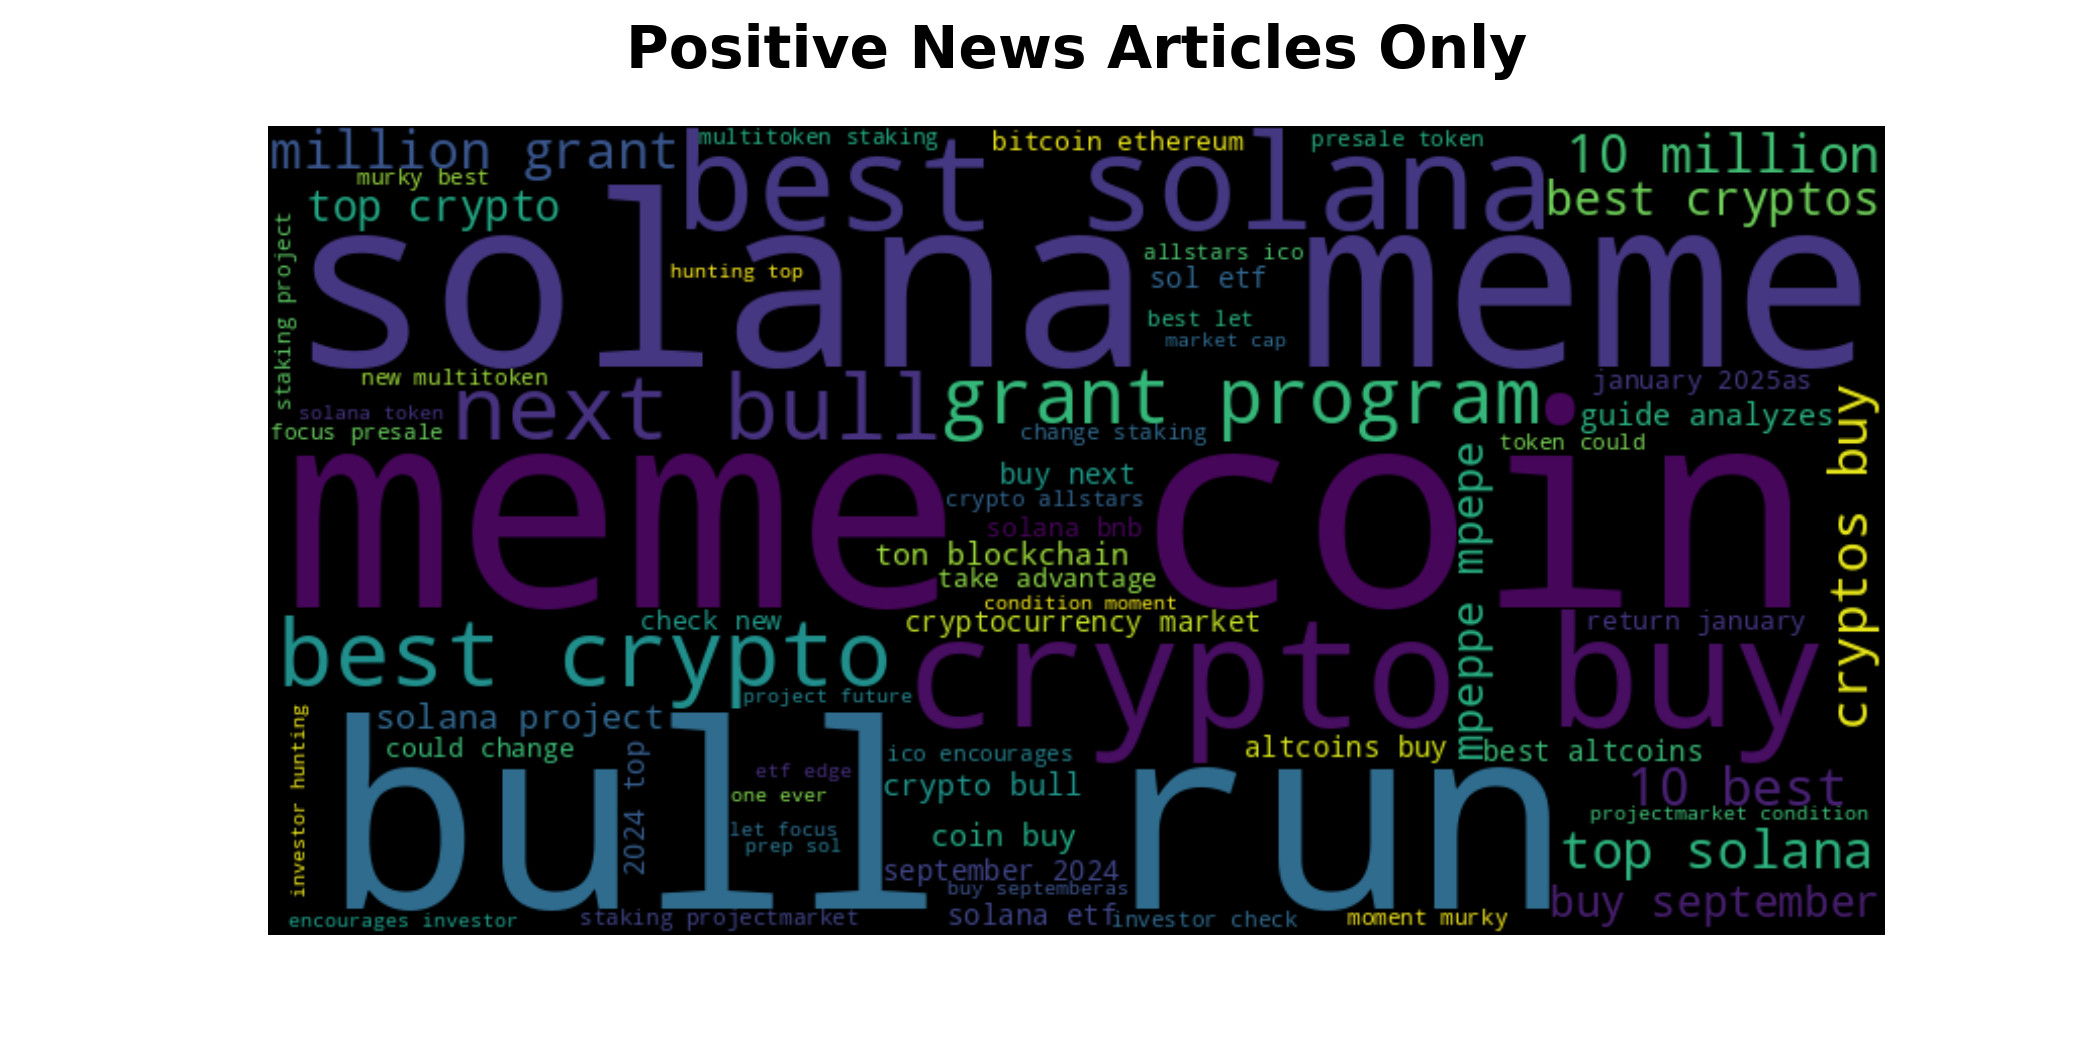 Positive News Articles Only
million grant
multitoken staking
bitcoin ethereum
presale token
10 million
murky best
best solana
best cryptos
top crypto
staking project
solana meme
hunting top
allstars ico
sol etf
best let
market cap
new multitoken
next bull
grant program
january 2025as
solana token
guide analyzes
focus presale
change staking
token could
cryptos buy
meme coin
buy next
mpeppe mpepe
crypto allstars
solana bnb
ton blockchain
take advantage
condition moment
check new
cryptocurrency market
return january
best crypto
crypto buy
project future
solana project
investor hunting
could change
2024 top
ico encourages
altcoins buy
best altcoins
bull run
etf edge
crypto bull
10 best
one ever
projectmarket condition
let focus
coin buy
prep sol
top solana
september 2024
buy septemberas
buy september
encourages investor
staking projectmarket
solana etf
investor check
moment murky